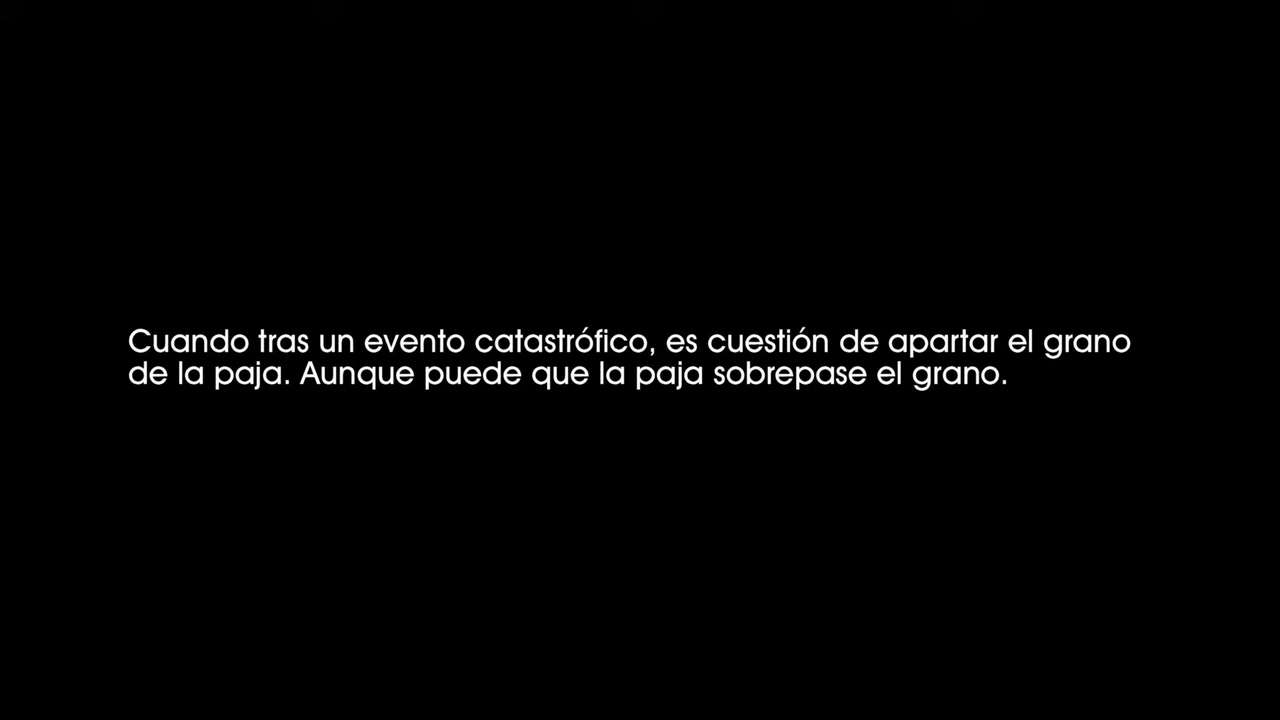 Cuando tras un evento catastrófico, es cuestión de apartar el grano
de la paja. Aunque puede que la paja sobrepase el grano.